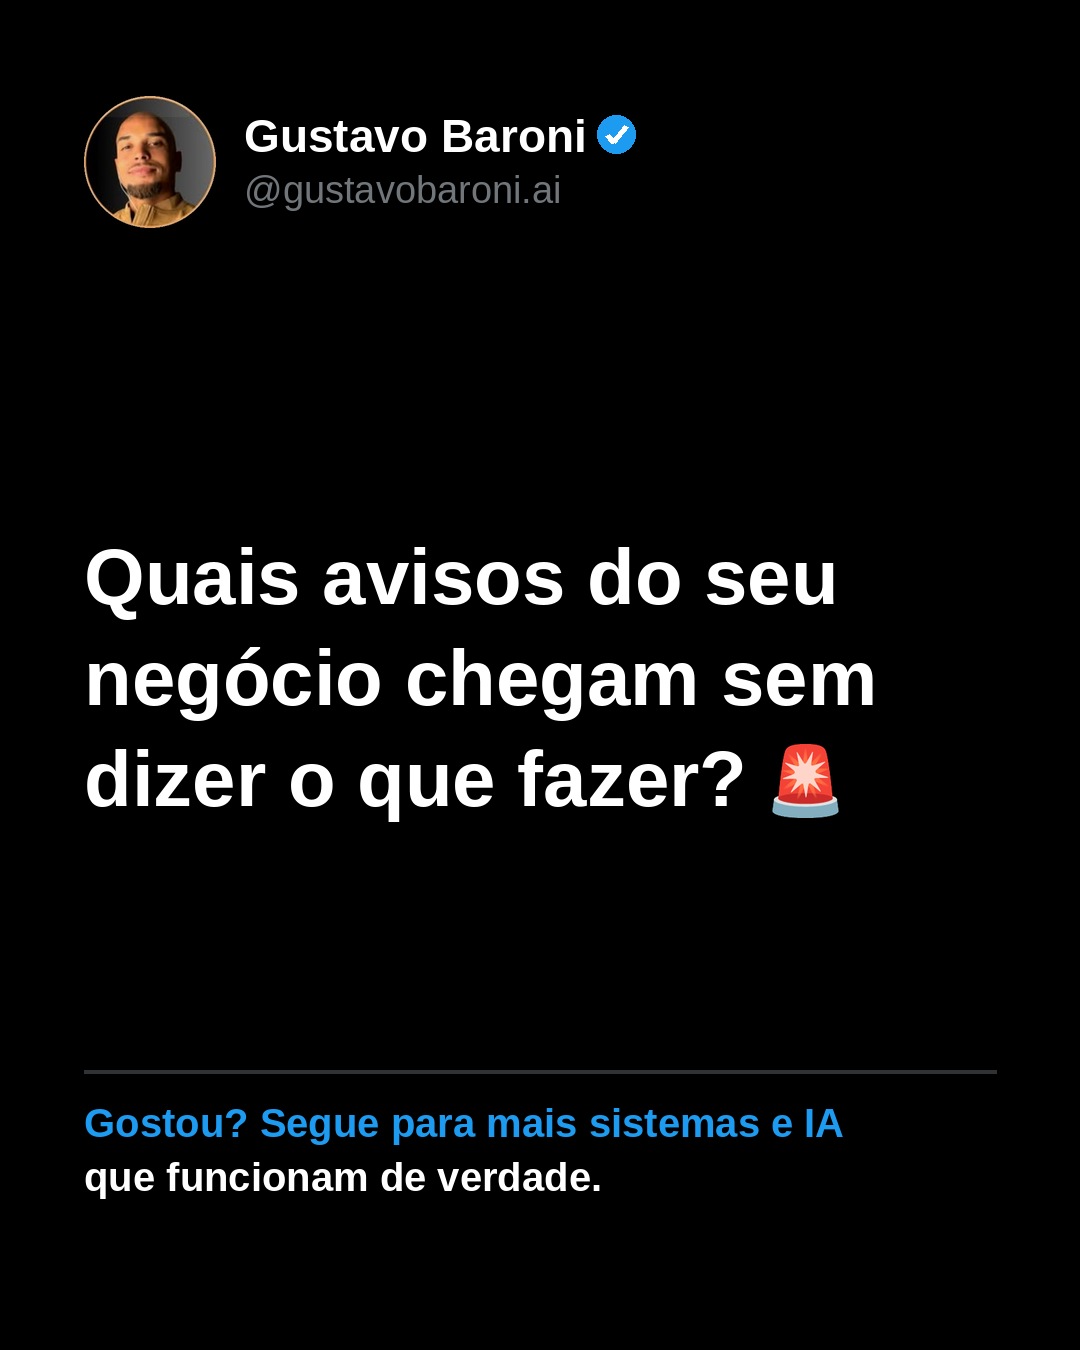 Gustavo Baroni
@gustavobaroni.ai
Quais avisos do seu
negócio chegam sem
dizer o que fazer? 🚨
Gostou? Segue para mais sistemas e IA
que funcionam de verdade.